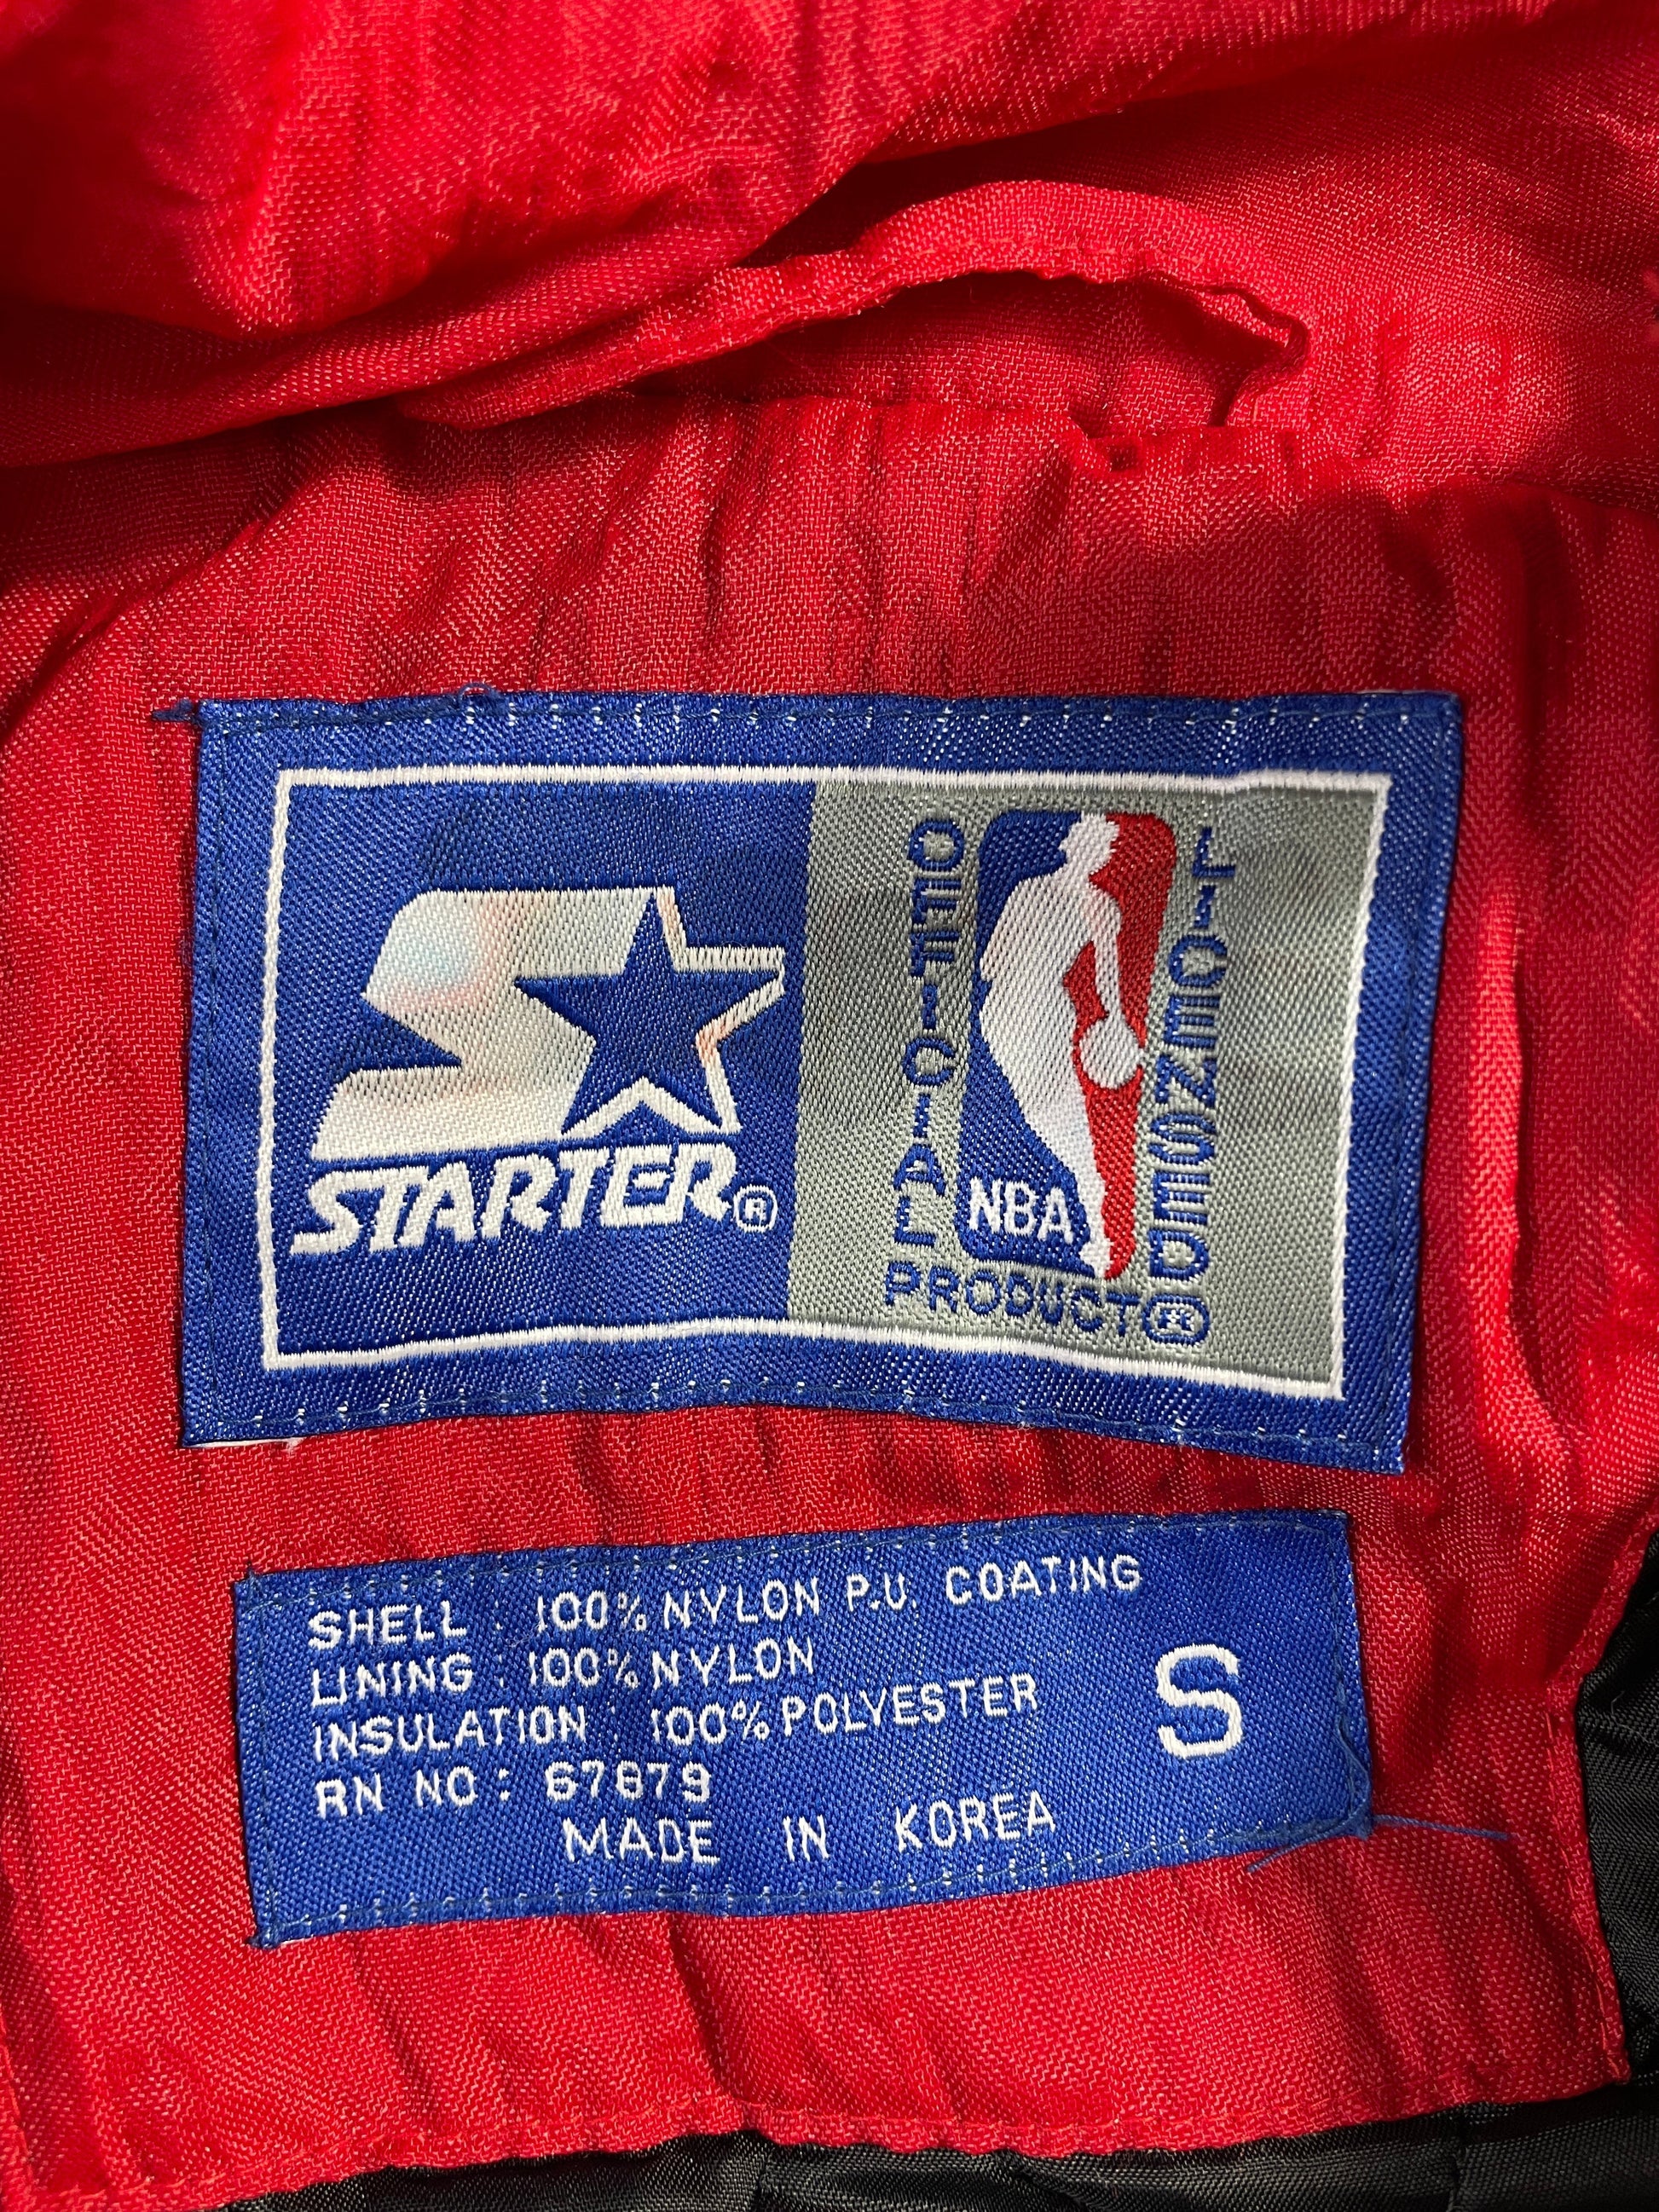 STARTER®
OFFICIAL
LICENSED
NBA
PRODUCT®
SHELL : 100% NYLON P.U. COATING
LINING : 100% NYLON
INSULATION : 100% POLYESTER
RN NO : 67679
MADE IN KOREA
S